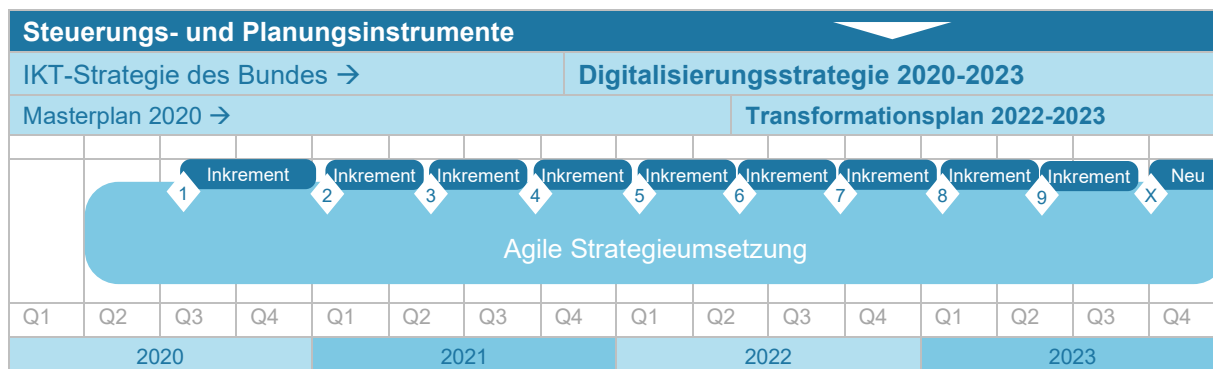 Steuerungs- und Planungsinstrumente
IKT-Strategie des Bundes → Digitalisierungsstrategie 2020-2023
Masterplan 2020 → Transformationsplan 2022-2023
Inkrement Inkrement Inkrement Inkrement Inkrement Inkrement Inkrement Inkrement Inkrement Neu
1 2 3 4 5 6 7 8 9 X
Agile Strategieumsetzung
Q1 Q2 Q3 Q4 Q1 Q2 Q3 Q4 Q1 Q2 Q3 Q4 Q1 Q2 Q3 Q4
2020 2021 2022 2023